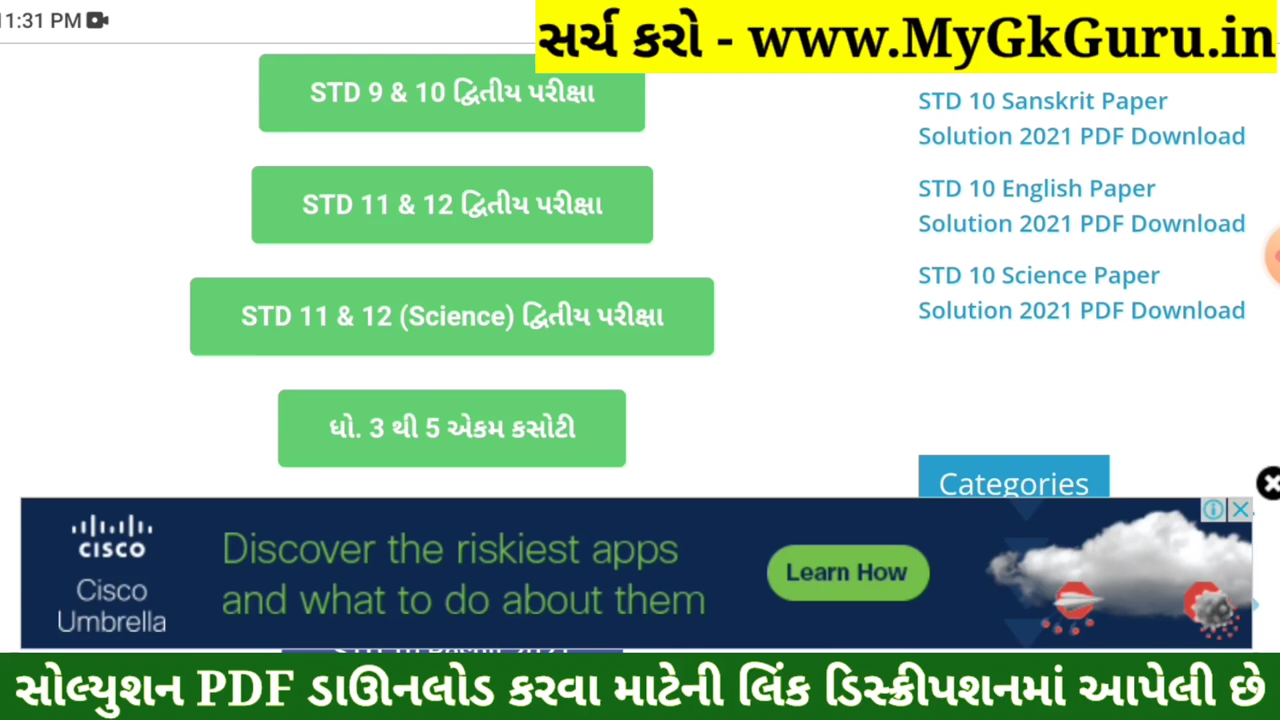 11:31 PM
સર્ચ કરો - www.MyGkGuru.in
STD 9 & 10 દ્વિતીય પરીક્ષા
STD 11 & 12 દ્વિતીય પરીક્ષા
STD 11 & 12 (Science) દ્વિતીય પરીક્ષા
ધો. 3 થી 5 એકમ કસોટી
STD 10 Sanskrit Paper
Solution 2021 PDF Download
STD 10 English Paper
Solution 2021 PDF Download
STD 10 Science Paper
Solution 2021 PDF Download
Categories
CISCO
Cisco
Umbrella
Discover the riskiest apps
and what to do about them
Learn How
સોલ્યુશન PDF ડાઊનલોડ કરવા માટેની લિંક ડિસ્ક્રીપશનમાં આપેલી છે